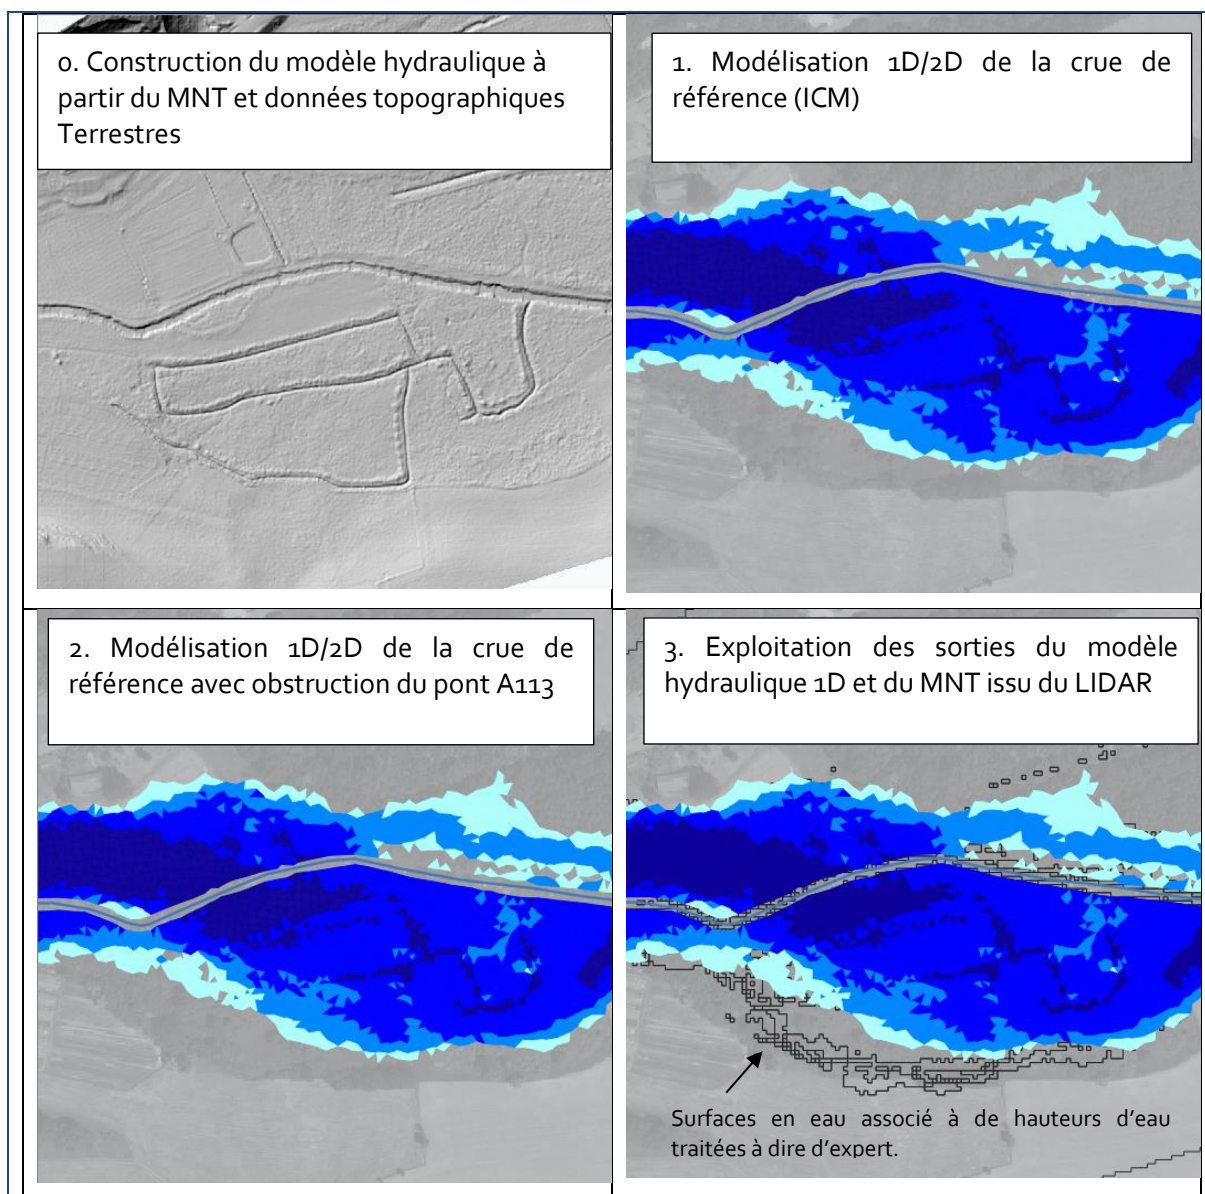 0. Construction du modèle hydraulique à
partir du MNT et données topographiques
Terrestres
1. Modélisation 1D/2D de la crue de
référence (ICM)
2. Modélisation 1D/2D de la crue de
référence avec obstruction du pont A113
3. Exploitation des sorties du modèle
hydraulique 1D et du MNT issu du LIDAR
Surfaces en eau associé à de hauteurs d'eau
traitées à dire d'expert.